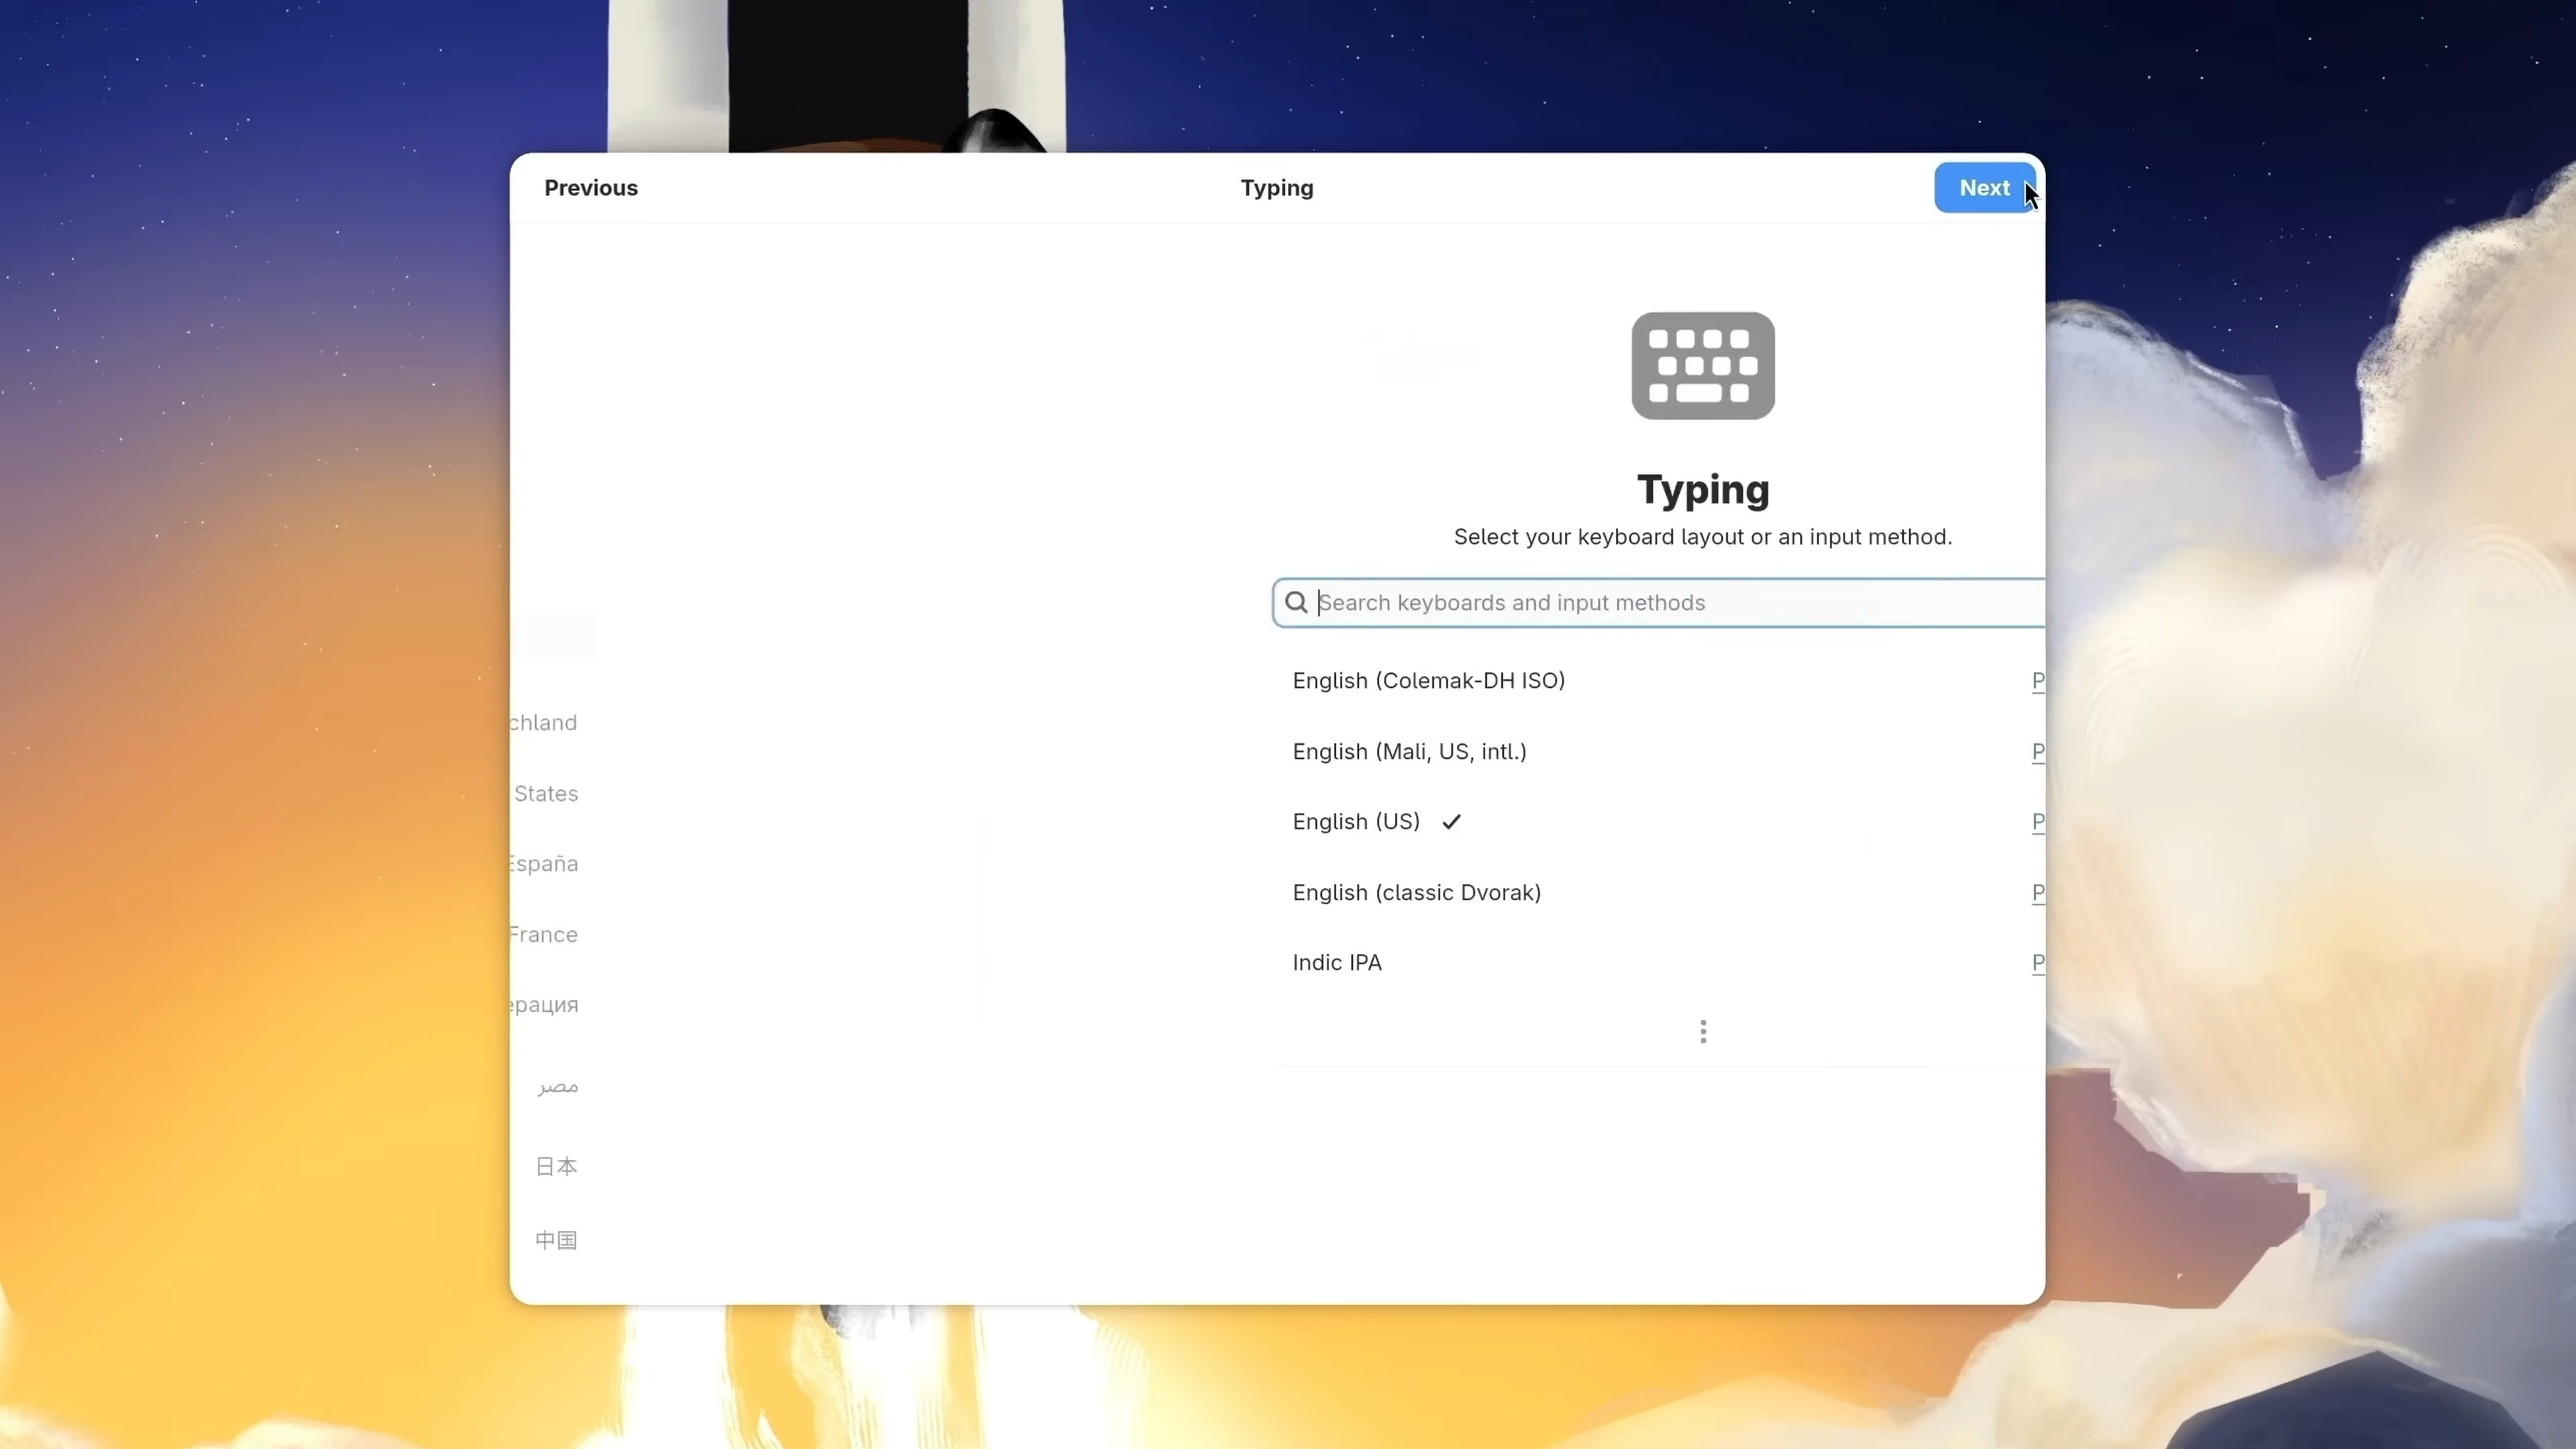 Previous
Typing
Next
Typing
Select your keyboard layout or an input method.
Search keyboards and input methods
English (Colemak-DH ISO)
P
English (Mali, US, intl.)
P
English (US)
P
English (classic Dvorak)
P
Indic IPA
P
chland
States
España
France
ерация
مصر
日本
中国